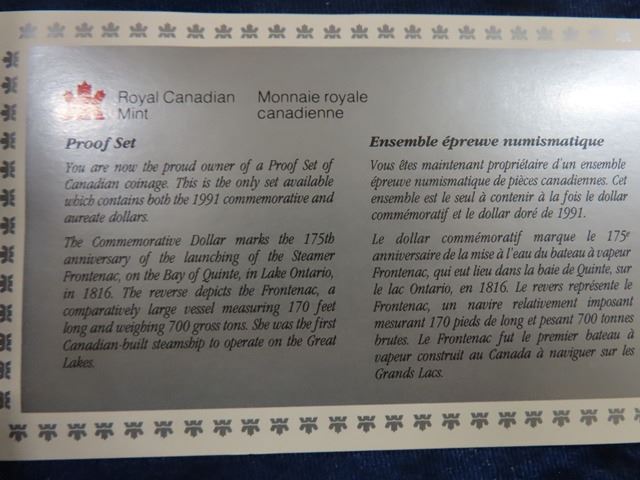 Royal Canadian
Mint
Monnaie royale
canadienne
Proof Set
You are now the proud owner of a Proof Set of
Canadian coinage. This is the only set available
which contains both the 1991 commemorative and
aureate dollars.
The Commemorative Dollar marks the 175th
anniversary of the launching of the Steamer
Frontenac, on the Bay of Quinte, in Lake Ontario,
in 1816. The reverse depicts the Frontenac, a
comparatively large vessel measuring 170 feet
long and weighing 700 gross tons. She was the first
Canadian-built steamship to operate on the Great
Lakes.
Ensemble épreuve numismatique
Vous êtes maintenant propriétaire d'un ensemble
épreuve numismatique de pièces canadiennes. Cet
ensemble est le seul à contenir à la fois le dollar
commémoratif et le dollar doré de 1991.
Le dollar commémoratif marque le 175e
anniversaire de la mise à l'eau du bateau à vapeur
Frontenac, qui eut lieu dans la baie de Quinte, sur
le lac Ontario, en 1816. Le revers représente le
Frontenac, un navire relativement imposant
mesurant 170 pieds de long et pesant 700 tonnes
brutes. Le Frontenac fut le premier bateau à
vapeur construit au Canada à naviguer sur les
Grands Lacs.